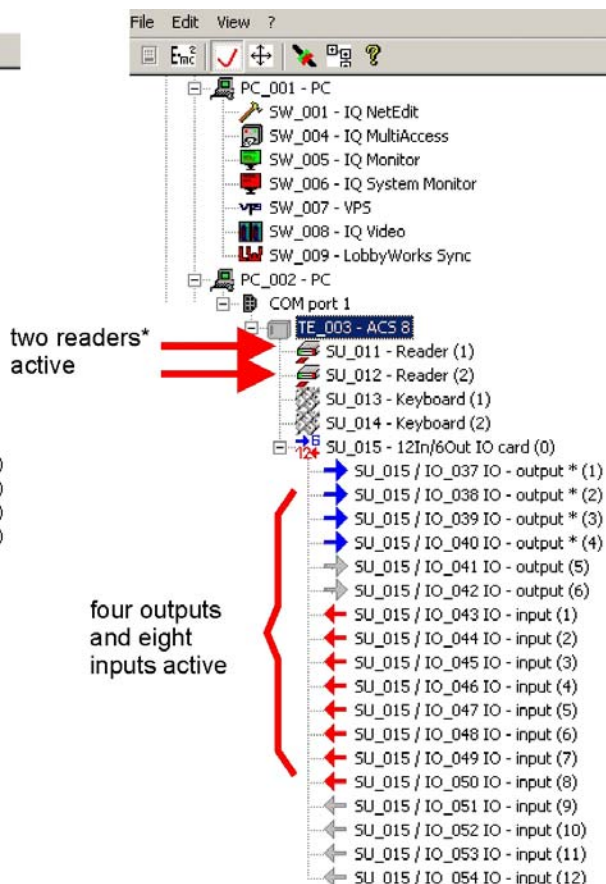 File Edit View ?
E=mc²
PC_001 - PC
SW_001 - IQ NetEdit
SW_004 - IQ MultiAccess
SW_005 - IQ Monitor
SW_006 - IQ System Monitor
VPS SW_007 - VPS
SW_008 - IQ Video
SW_009 - LobbyWorks Sync
PC_002 - PC
COM port 1
TE_003 - ACS 8
two readers*
active
SU_011 - Reader (1)
SU_012 - Reader (2)
SU_013 - Keyboard (1)
SU_014 - Keyboard (2)
SU_015 - 12In/6Out IO card (0)
SU_015 / IO_037 IO - output * (1)
SU_015 / IO_038 IO - output * (2)
SU_015 / IO_039 IO - output * (3)
SU_015 / IO_040 IO - output * (4)
SU_015 / IO_041 IO - output (5)
SU_015 / IO_042 IO - output (6)
four outputs
and eight
inputs active
SU_015 / IO_043 IO - input (1)
SU_015 / IO_044 IO - input (2)
SU_015 / IO_045 IO - input (3)
SU_015 / IO_046 IO - input (4)
SU_015 / IO_047 IO - input (5)
SU_015 / IO_048 IO - input (6)
SU_015 / IO_049 IO - input (7)
SU_015 / IO_050 IO - input (8)
SU_015 / IO_051 IO - input (9)
SU_015 / IO_052 IO - input (10)
SU_015 / IO_053 IO - input (11)
SU_015 / IO_054 IO - input (12)